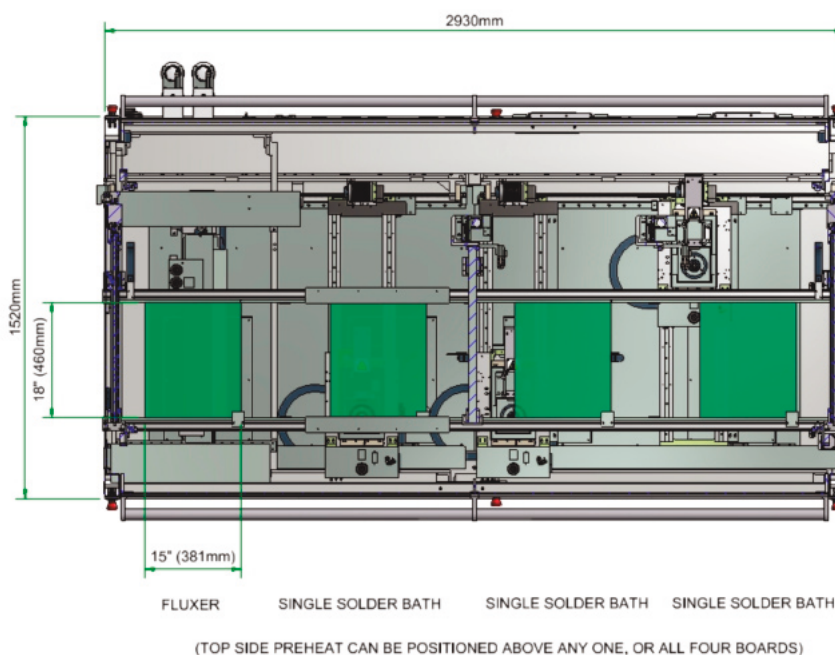 2930mm
1520mm
18" (460mm)
15" (381mm)
FLUXER
SINGLE SOLDER BATH
SINGLE SOLDER BATH
SINGLE SOLDER BATH
(TOP SIDE PREHEAT CAN BE POSITIONED ABOVE ANY ONE, OR ALL FOUR BOARDS)